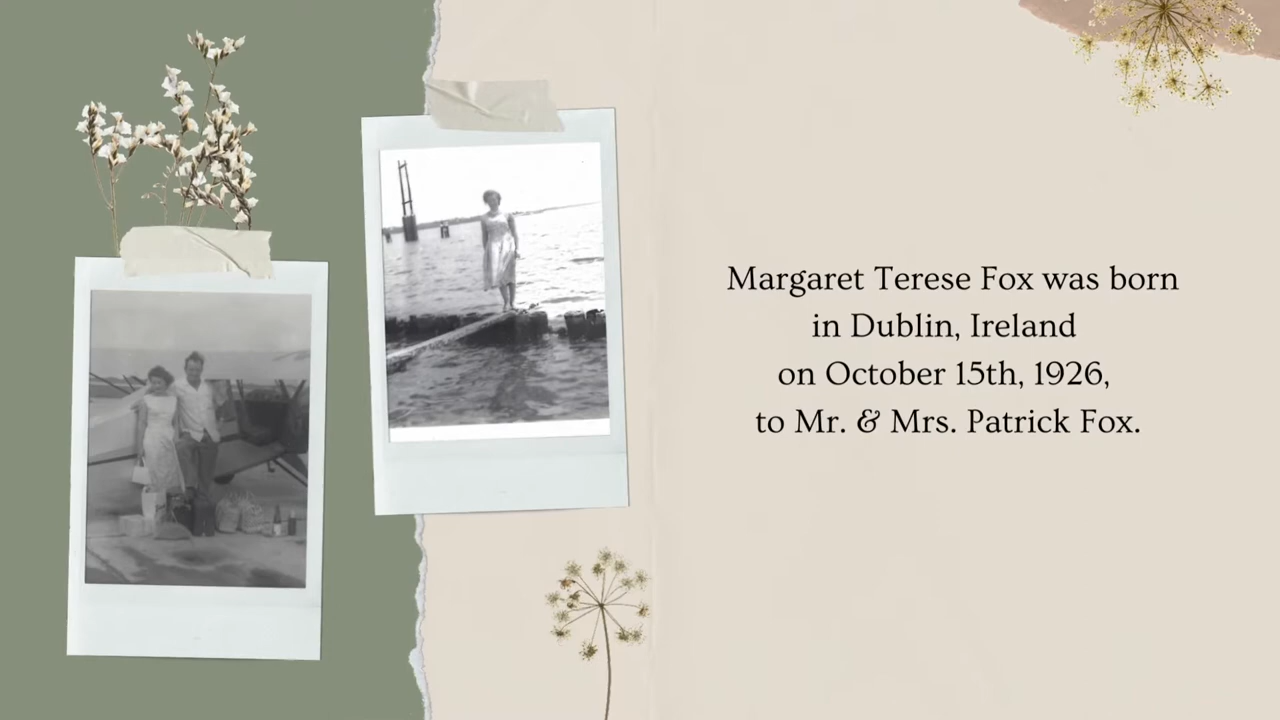 Margaret Terese Fox was born
in Dublin, Ireland
on October 15th, 1926,
to Mr. & Mrs. Patrick Fox.